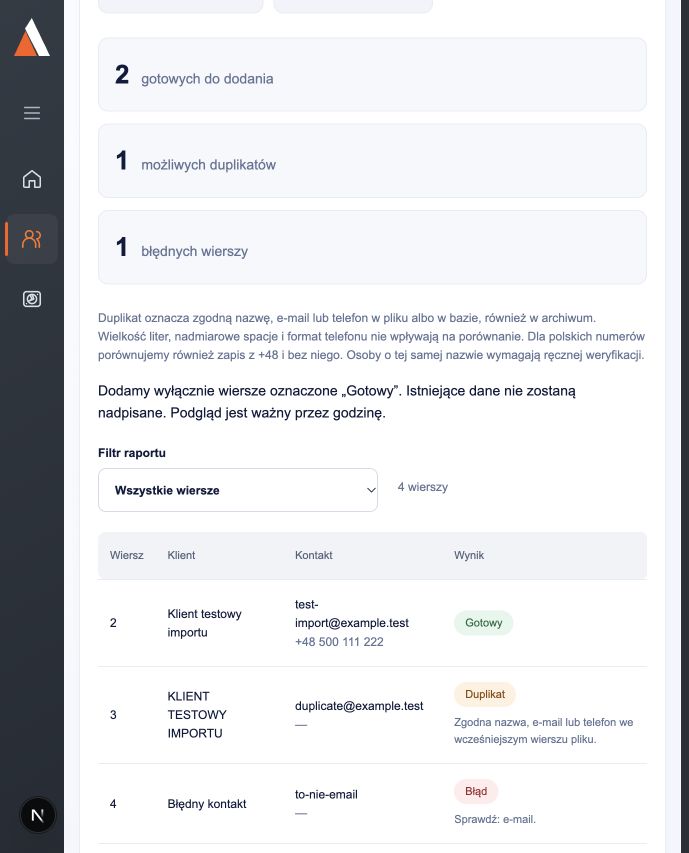 2 gotowych do dodania
1 możliwych duplikatów
1 błędnych wierszy
Duplikat oznacza zgodną nazwę, e-mail lub telefon w pliku albo w bazie, również w archiwum.
Wielkość liter, nadmiarowe spacje i format telefonu nie wpływają na porównanie. Dla polskich numerów
porównujemy również zapis z +48 i bez niego. Osoby o tej samej nazwie wymagają ręcznej weryfikacji.
Dodamy wyłącznie wiersze oznaczone „Gotowy”. Istniejące dane nie zostaną
nadpisane. Podgląd jest ważny przez godzinę.
Filtr raportu
Wszystkie wiersze
4 wierszy
Wiersz Klient Kontakt Wynik
2
Klient testowy
importu
test-
import@example.test
+48 500 111 222
Gotowy
3
KLIENT
TESTOWY
IMPORTU
duplicate@example.test
—
Duplikat
Zgodna nazwa, e-mail lub telefon we
wcześniejszym wierszu pliku.
4
Błędny kontakt
to-nie-email
—
Błąd
Sprawdź: e-mail.
N